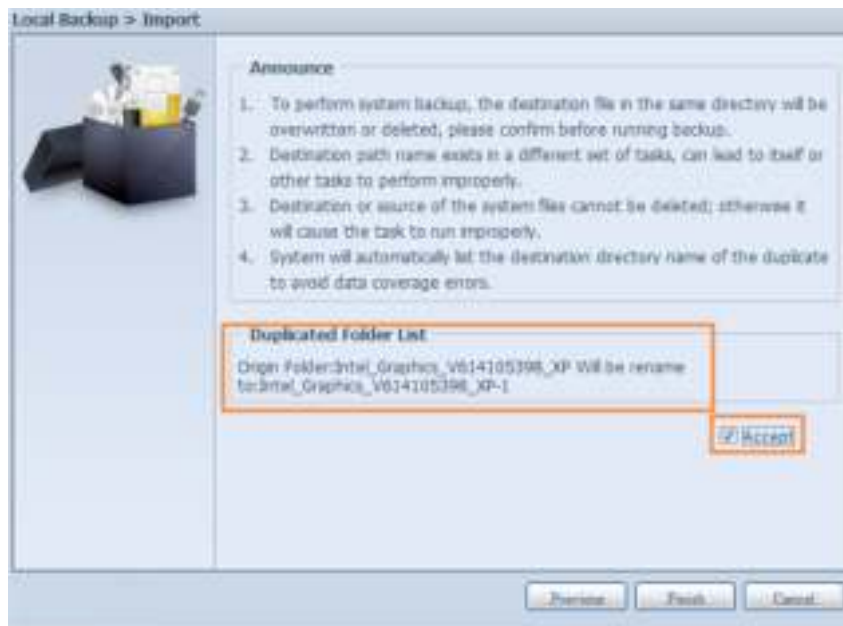 Local Backup > Import
Announce
1. To perform system backup, the destination file in the same directory will be
overwritten or deleted, please confirm before running backup.
2. Destination path name exists in a different set of tasks, can lead to itself or
other tasks to perform improperly.
3. Destination or source of the system files cannot be deleted; otherwise it
will cause the task to run improperly.
4. System will automatically list the destination directory name of the duplicate
to avoid data coverage errors.
Duplicated Folder List
Origin Folder:Intel_Graphics_V614105398_XP Will be rename
to:Intel_Graphics_V614105398_XP-1
Accept
Previous Finish Cancel